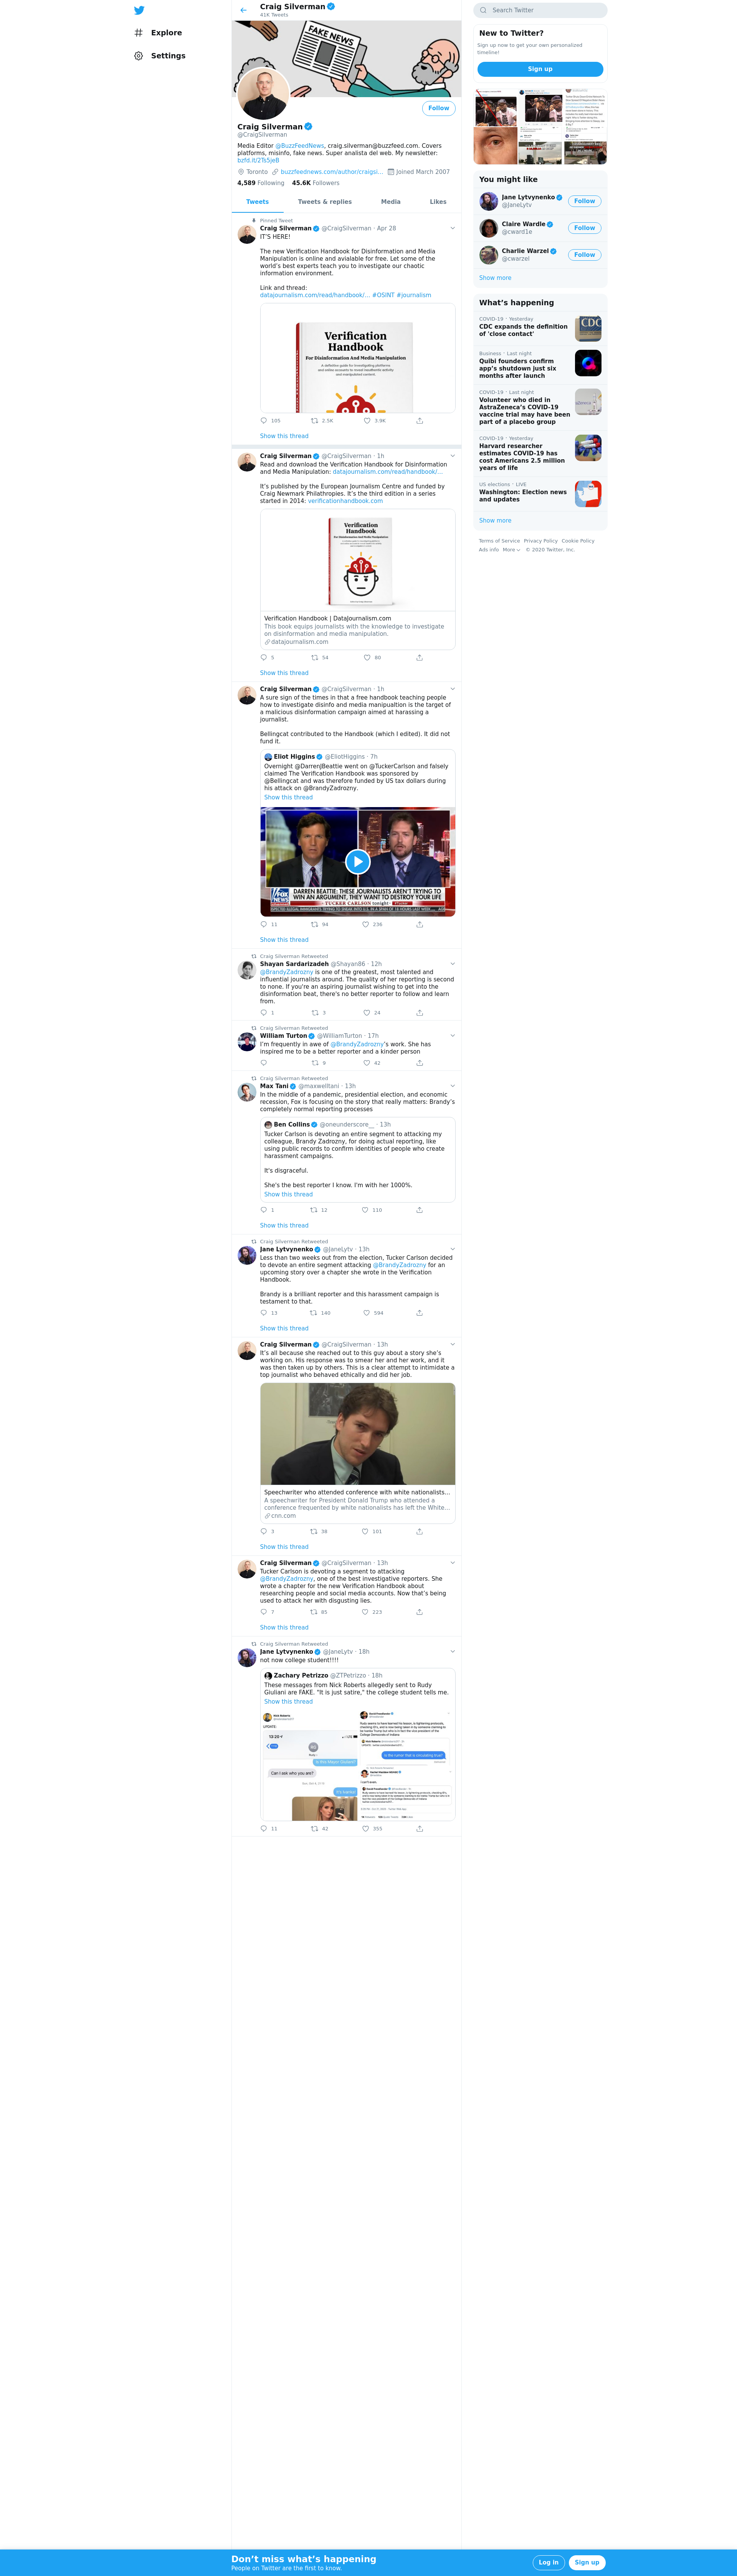 Explore
Settings
Craig Silverman
41K Tweets
FAKE NEWS
Follow
Craig Silverman
@CraigSilverman
Media Editor @BuzzFeedNews, craig.silverman@buzzfeed.com. Covers
platforms, misinfo, fake news. Super analista del web. My newsletter:
bzfd.it/2Ts5jeB
Toronto buzzfeednews.com/author/craigsi… Joined March 2007
4,589 Following 45.6K Followers
Tweets Tweets & replies Media Likes
Pinned Tweet
Craig Silverman @CraigSilverman · Apr 28
IT'S HERE!
The new Verification Handbook for Disinformation and Media
Manipulation is online and avialable for free. Let some of the
world's best experts teach you to investigate our chaotic
information environment.
Link and thread:
datajournalism.com/read/handbook/… #OSINT #journalism
Verification
Handbook
For Disinformation And Media Manipulation
A definitive guide for investigating platforms
and online accounts to reveal inauthentic activity
and manipulated content
105 2.5K 3.9K
Show this thread
Craig Silverman @CraigSilverman · 1h
Read and download the Verification Handbook for Disinformation
and Media Manipulation: datajournalism.com/read/handbook/…
It's published by the European Journalism Centre and funded by
Craig Newmark Philathropies. It's the third edition in a series
started in 2014: verificationhandbook.com
Verification
Handbook
For Disinformation And Media Manipulation
Verification Handbook | DataJournalism.com
This book equips journalists with the knowledge to investigate
on disinformation and media manipulation.
datajournalism.com
5 54 80
Show this thread
Craig Silverman @CraigSilverman · 1h
A sure sign of the times in that a free handbook teaching people
how to investigate disinfo and media manipualtion is the target of
a malicious disinformation campaign aimed at harassing a
journalist.
Bellingcat contributed to the Handbook (which I edited). It did not
fund it.
Eliot Higgins @EliotHiggins · 7h
Overnight @DarrenJBeattie went on @TuckerCarlson and falsely
claimed The Verification Handbook was sponsored by
@Bellingcat and was therefore funded by US tax dollars during
his attack on @BrandyZadrozny.
Show this thread
DARREN BEATTIE: THESE JOURNALISTS AREN'T TRYING TO
WIN AN ARGUMENT, THEY WANT TO DESTROY YOUR LIFE
FOX NEWS
TUCKER CARLSON tonight
11 94 236
Show this thread
Craig Silverman Retweeted
Shayan Sardarizadeh @Shayan86 · 12h
@BrandyZadrozny is one of the greatest, most talented and
influential journalists around. The quality of her reporting is second
to none. If you're an aspiring journalist wishing to get into the
disinformation beat, there's no better reporter to follow and learn
from.
1 3 24
Craig Silverman Retweeted
William Turton @WilliamTurton · 17h
I'm frequently in awe of @BrandyZadrozny's work. She has
inspired me to be a better reporter and a kinder person
9 42
Craig Silverman Retweeted
Max Tani @maxwelltani · 13h
In the middle of a pandemic, presidential election, and economic
recession, Fox is focusing on the story that really matters: Brandy's
completely normal reporting processes
Ben Collins @oneunderscore__ · 13h
Tucker Carlson is devoting an entire segment to attacking my
colleague, Brandy Zadrozny, for doing actual reporting, like
using public records to confirm identities of people who create
harassment campaigns.
It's disgraceful.
She's the best reporter I know. I'm with her 1000%.
Show this thread
1 12 110
Show this thread
Craig Silverman Retweeted
Jane Lytvynenko @JaneLytv · 13h
Less than two weeks out from the election, Tucker Carlson decided
to devote an entire segment attacking @BrandyZadrozny for an
upcoming story over a chapter she wrote in the Verification
Handbook.
Brandy is a brilliant reporter and this harassment campaign is
testament to that.
13 140 594
Show this thread
Craig Silverman @CraigSilverman · 13h
It's all because she reached out to this guy about a story she's
working on. His response was to smear her and her work, and it
was then taken up by others. This is a clear attempt to intimidate a
top journalist who behaved ethically and did her job.
Speechwriter who attended conference with white nationalists…
A speechwriter for President Donald Trump who attended a
conference frequented by white nationalists has left the White…
cnn.com
3 38 101
Show this thread
Craig Silverman @CraigSilverman · 13h
Tucker Carlson is devoting a segment to attacking
@BrandyZadrozny, one of the best investigative reporters. She
wrote a chapter for the new Verification Handbook about
researching people and social media accounts. Now that's being
used to attack her with disgusting lies.
7 85 223
Show this thread
Craig Silverman Retweeted
Jane Lytvynenko @JaneLytv · 18h
not now college student!!!!
Zachary Petrizzo @ZTPetrizzo · 18h
These messages from Nick Roberts allegedly sent to Rudy
Giuliani are FAKE. "It is just satire," the college student tells me.
Show this thread
UPDATE:
13:20
Can I ask who you are?
11 42 355
Search Twitter
New to Twitter?
Sign up now to get your own personalized
timeline!
Sign up
You might like
Jane Lytvynenko
@JaneLytv
Follow
Claire Wardle
@cward1e
Follow
Charlie Warzel
@cwarzel
Follow
Show more
What's happening
COVID-19 · Yesterday
CDC expands the definition
of 'close contact'
CDC
Business · Last night
Quibi founders confirm
app's shutdown just six
months after launch
COVID-19 · Last night
Volunteer who died in
AstraZeneca's COVID-19
vaccine trial may have been
part of a placebo group
COVID-19 · Yesterday
Harvard researcher
estimates COVID-19 has
cost Americans 2.5 million
years of life
US elections · LIVE
Washington: Election news
and updates
Show more
Terms of Service Privacy Policy Cookie Policy
Ads info More © 2020 Twitter, Inc.
Don't miss what's happening
People on Twitter are the first to know.
Log in
Sign up